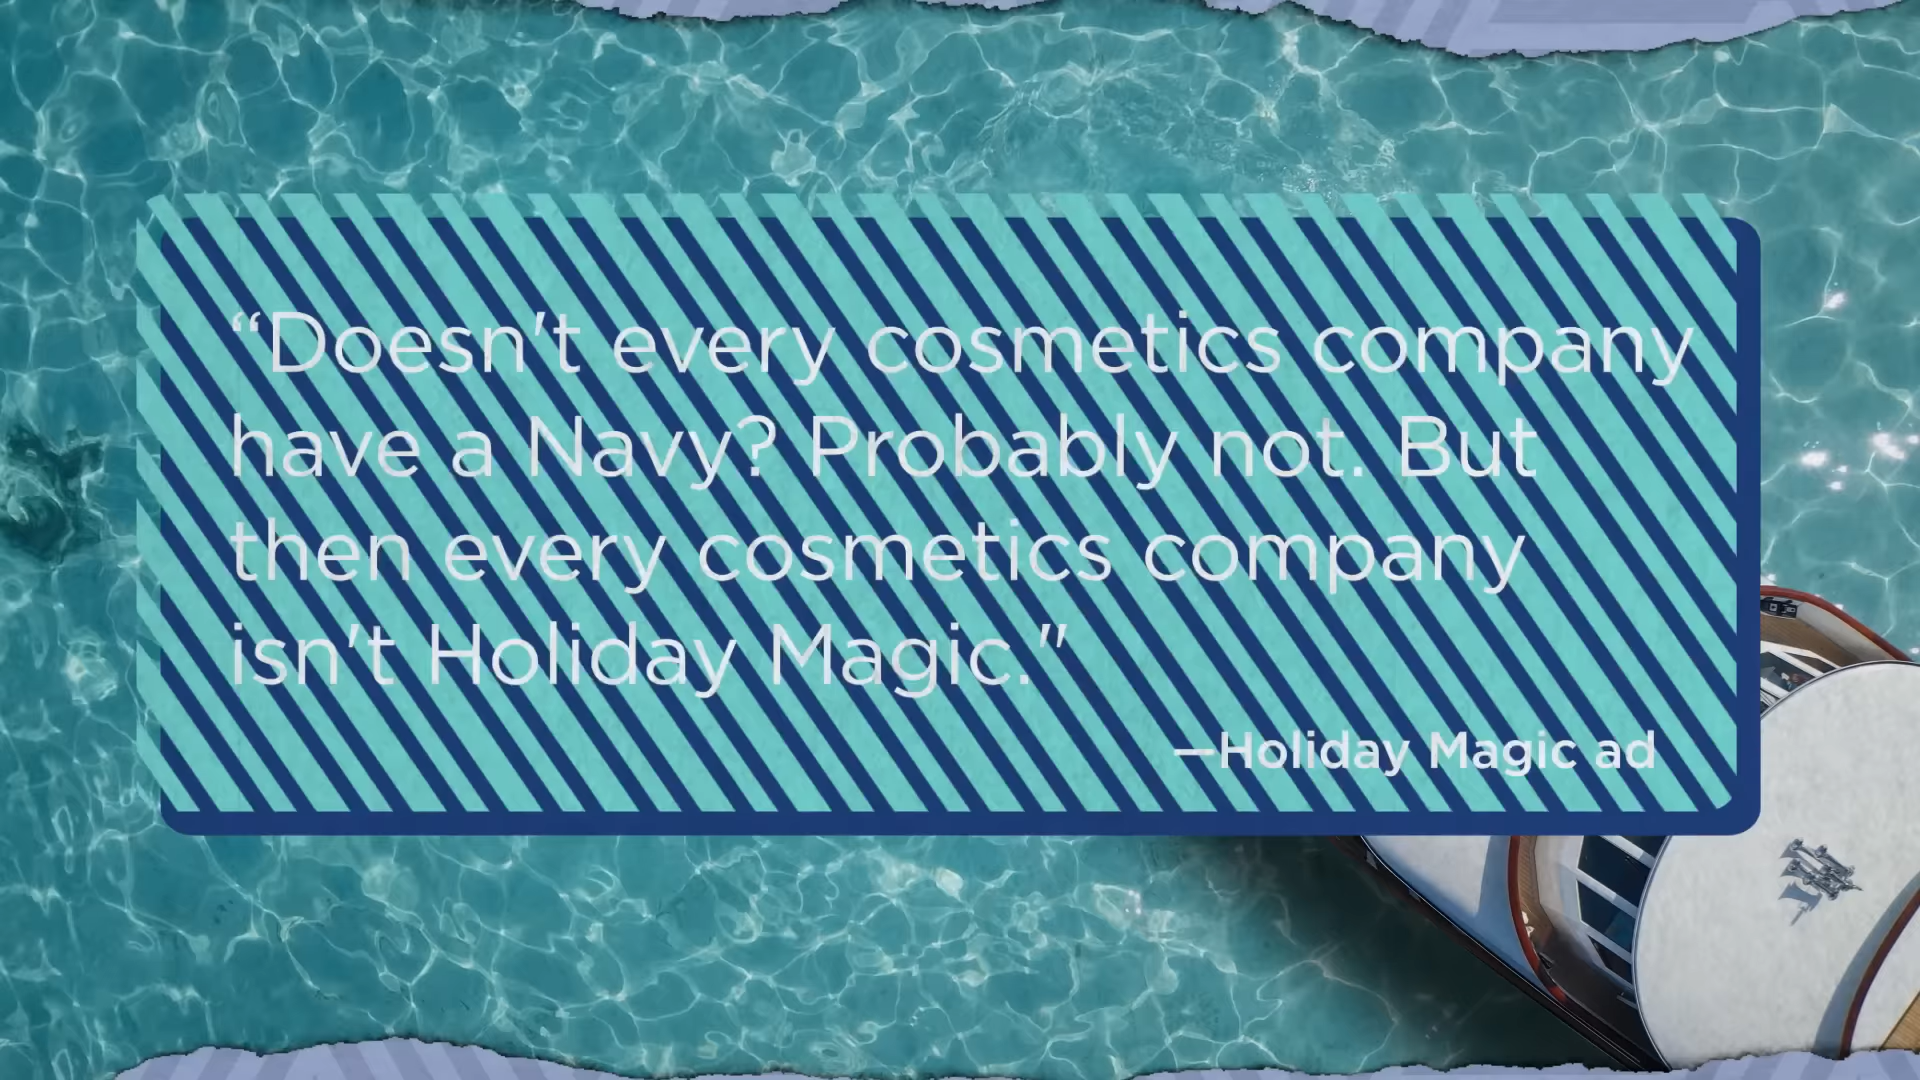 “Doesn't every cosmetics company
have a Navy? Probably not. But
then every cosmetics company
isn't Holiday Magic."
—Holiday Magic ad